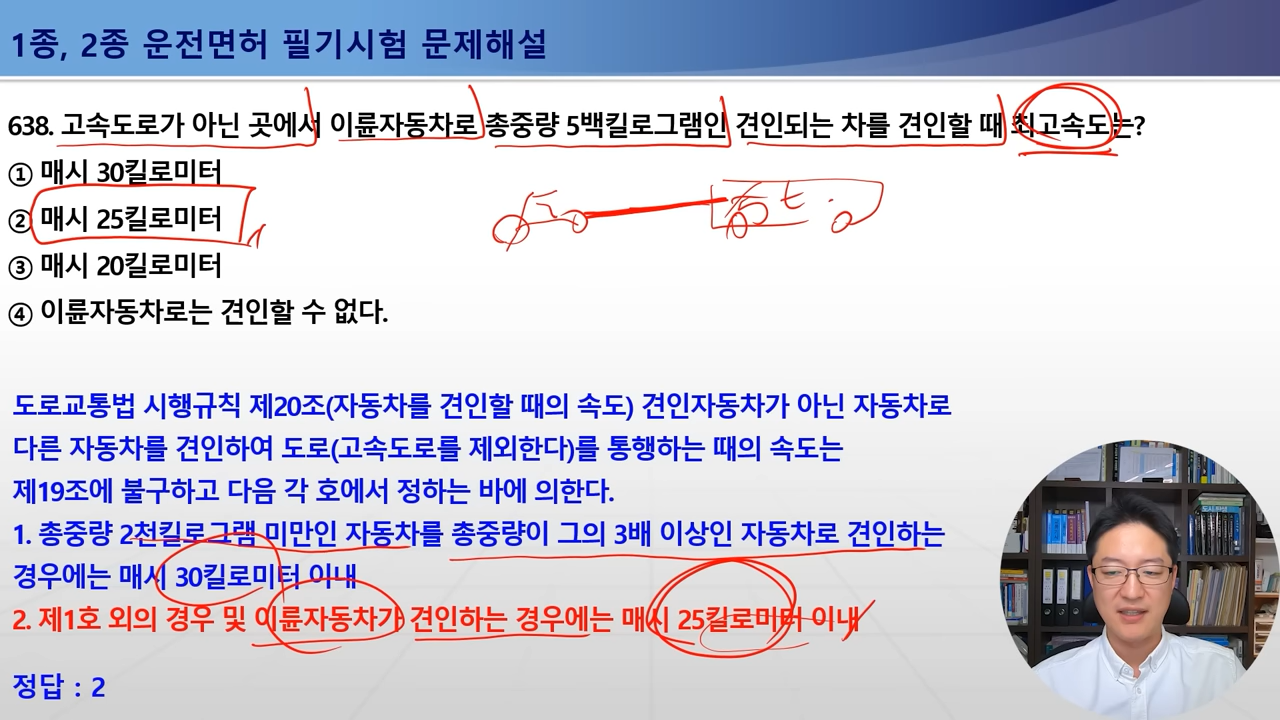 1종, 2종 운전면허 필기시험 문제해설
638. 고속도로가 아닌 곳에서 이륜자동차로 총중량 5백킬로그램인 견인되는 차를 견인할 때 최고속도는?
① 매시 30킬로미터
② 매시 25킬로미터
③ 매시 20킬로미터
④ 이륜자동차로는 견인할 수 없다.
도로교통법 시행규칙 제20조(자동차를 견인할 때의 속도) 견인자동차가 아닌 자동차로
다른 자동차를 견인하여 도로(고속도로를 제외한다)를 통행하는 때의 속도는
제19조에 불구하고 다음 각 호에서 정하는 바에 의한다.
1. 총중량 2천킬로그램 미만인 자동차를 총중량이 그의 3배 이상인 자동차로 견인하는
경우에는 매시 30킬로미터 이내
2. 제1호 외의 경우 및 이륜자동차가 견인하는 경우에는 매시 25킬로미터 이내
정답 : 2